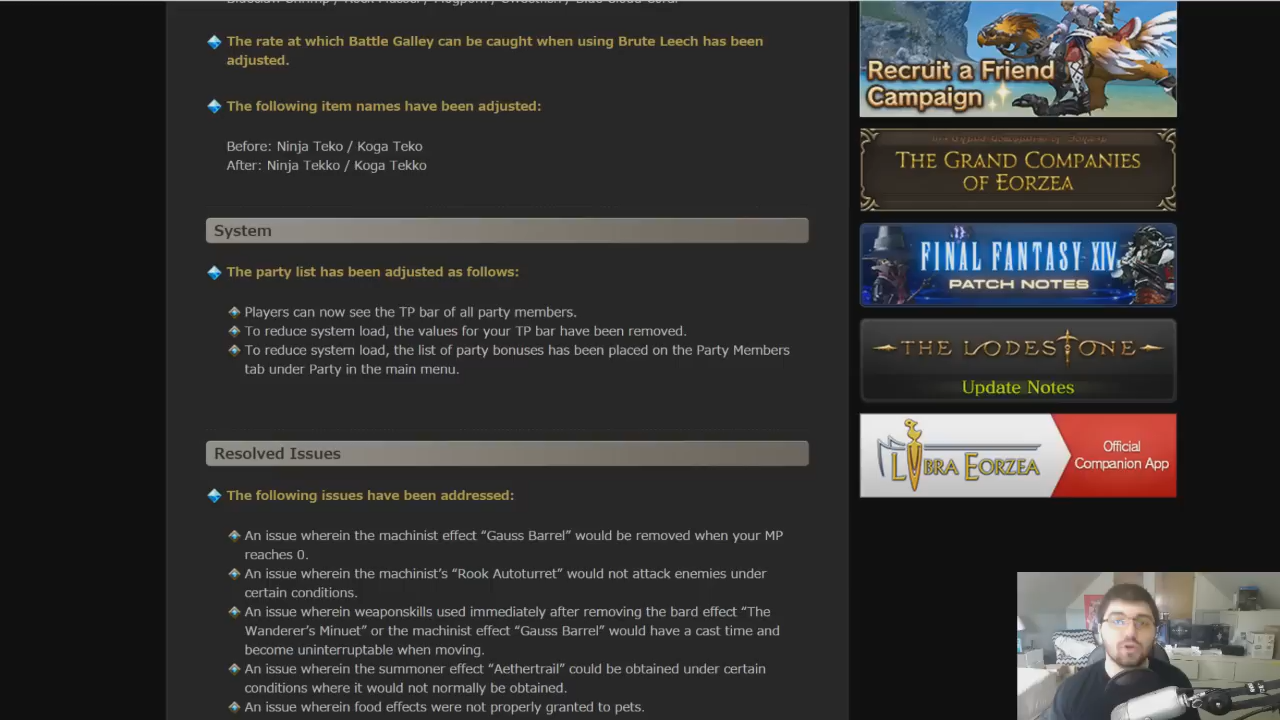 The rate at which Battle Galley can be caught when using Brute Leech has been
adjusted.
The following item names have been adjusted:
Before: Ninja Teko / Koga Teko
After: Ninja Tekko / Koga Tekko
System
The party list has been adjusted as follows:
Players can now see the TP bar of all party members.
To reduce system load, the values for your TP bar have been removed.
To reduce system load, the list of party bonuses has been placed on the Party Members
tab under Party in the main menu.
Resolved Issues
The following issues have been addressed:
An issue wherein the machinist effect “Gauss Barrel” would be removed when your MP
reaches 0.
An issue wherein the machinist’s “Rook Autoturret” would not attack enemies under
certain conditions.
An issue wherein weaponskills used immediately after removing the bard effect “The
Wanderer’s Minuet” or the machinist effect “Gauss Barrel” would have a cast time and
become uninterruptable when moving.
An issue wherein the summoner effect “Aethertrail” could be obtained under certain
conditions where it would not normally be obtained.
An issue wherein food effects were not properly granted to pets.
Recruit a Friend
Campaign
THE GRAND COMPANIES
OF EORZEA
FINAL FANTASY XIV
PATCH NOTES
THE LODESTONE
Update Notes
LIBRA EORZEA
Official
Companion App